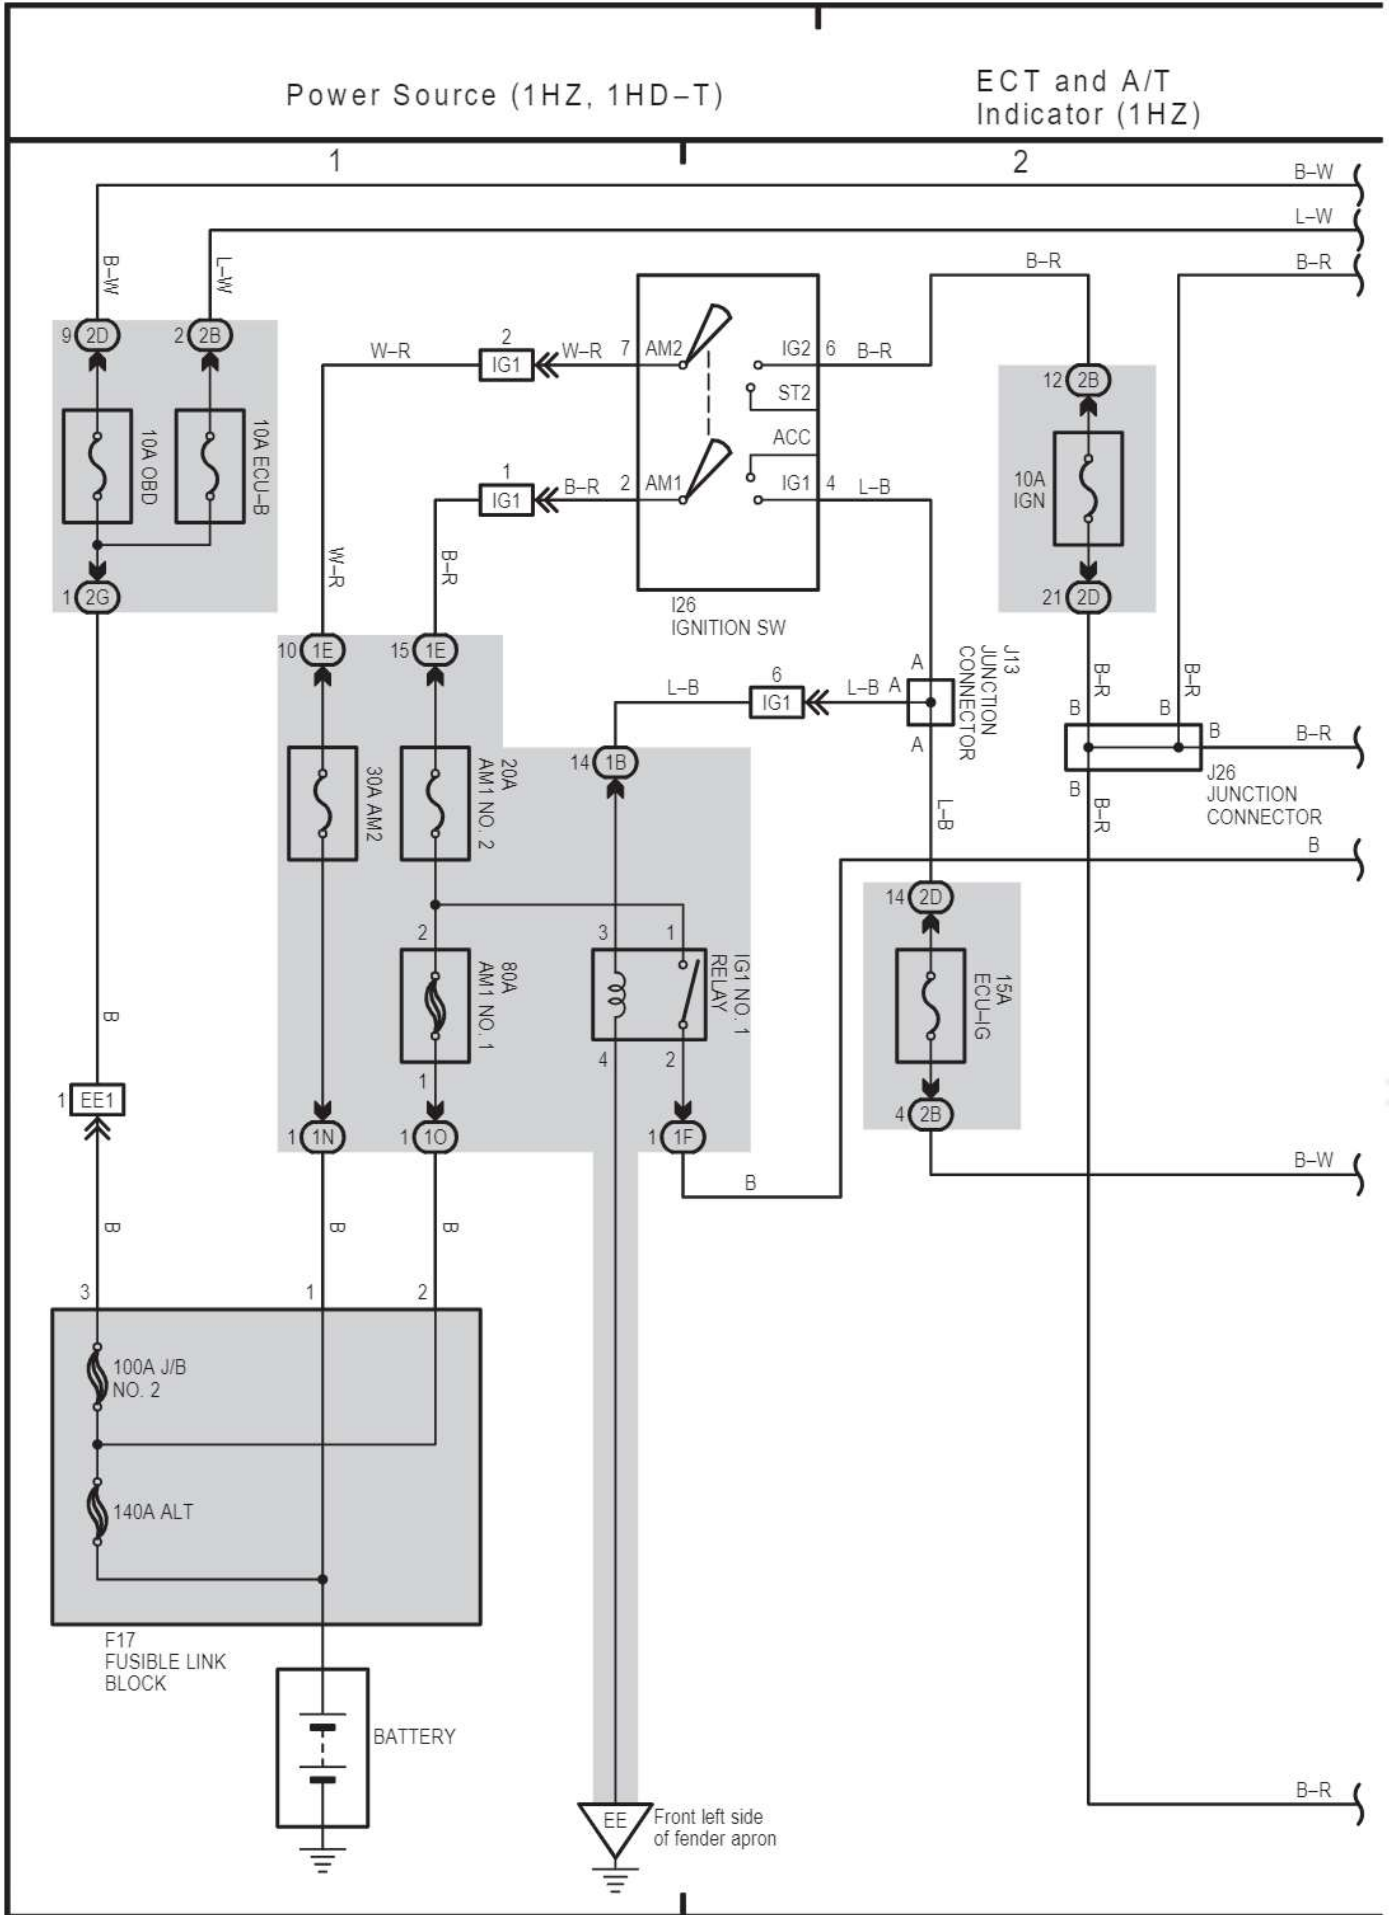 Power Source (1HZ, 1HD–T)
ECT and A/T
Indicator (1HZ)
1
2
B–W
L–W
B–R
B–R
B–W
L–W
9 2D
2 2B
10A OBD
10A ECU–B
1 2G
W–R
2
IG1
W–R
7 AM2
IG2 6
B–R
ST2
ACC
1
IG1
B–R
2 AM1
IG1 4
L–B
I26
IGNITION SW
12 2B
10A
IGN
21 2D
W–R
B–R
10 1E
15 1E
L–B
6
IG1
L–B
A
A
A
J13
JUNCTION
CONNECTOR
B–R
B–R
B
B
B
B–R
B
B–R
J26
JUNCTION
CONNECTOR
14 1B
30A AM2
20A
AM1 NO. 2
L–B
B
14 2D
2
3
1
80A
AM1 NO. 1
IG1 NO. 1
RELAY
15A
ECU–IG
1
4
2
B
1 EE1
1 1N
1 1O
1 1F
4 2B
B
B–W
B
B
B
3
1
2
100A J/B
NO. 2
140A ALT
F17
FUSIBLE LINK
BLOCK
BATTERY
EE
Front left side
of fender apron
B–R